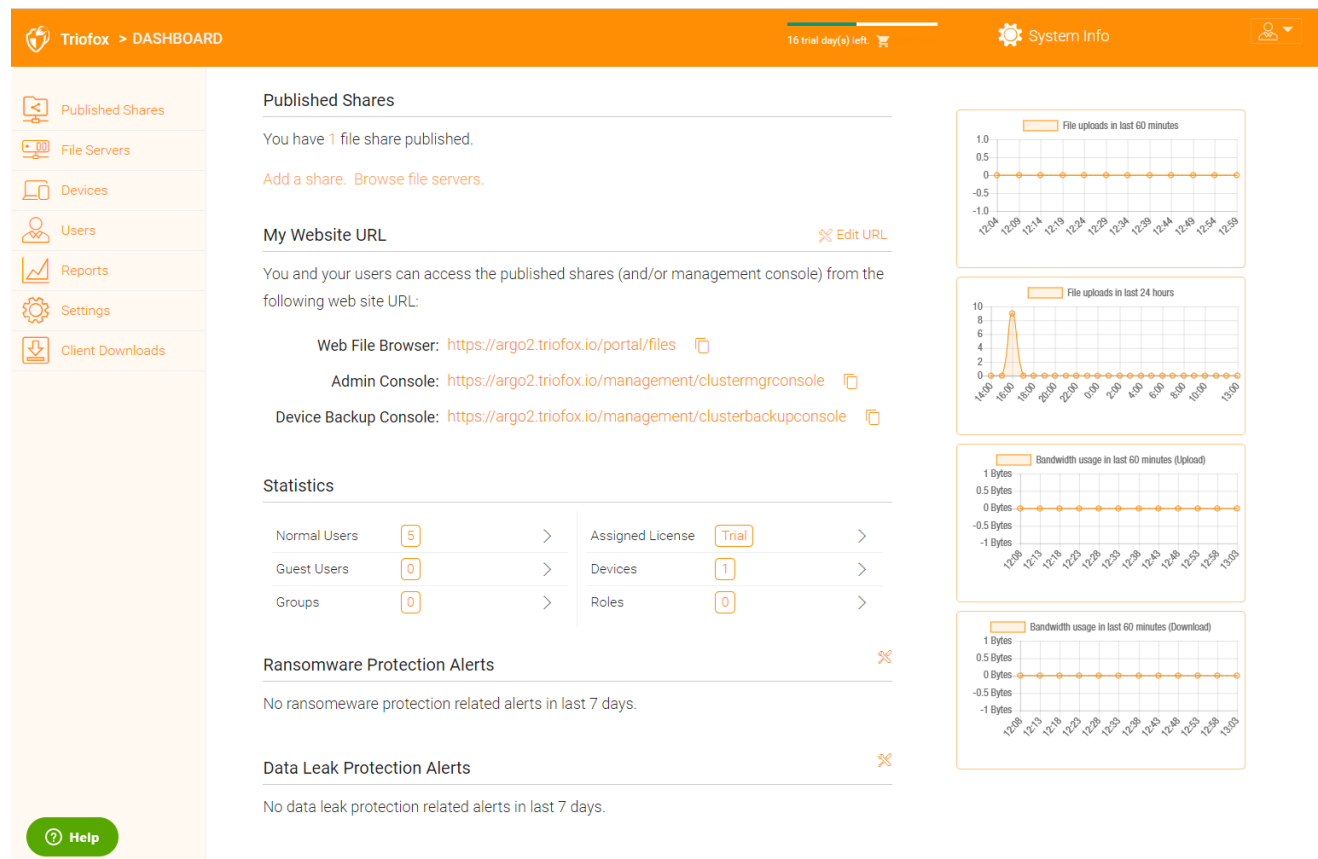 Triofox > DASHBOARD
16 trial day(s) left.
System Info
Published Shares
File Servers
Devices
Users
Reports
Settings
Client Downloads
Help
Published Shares
You have 1 file share published.
Add a share. Browse file servers.
My Website URL
Edit URL
You and your users can access the published shares (and/or management console) from the
following web site URL:
Web File Browser: https://argo2.triofox.io/portal/files
Admin Console: https://argo2.triofox.io/management/clustermgrconsole
Device Backup Console: https://argo2.triofox.io/management/clusterbackupconsole
Statistics
Normal Users 5
Assigned License Trial
Guest Users 0
Devices 1
Groups 0
Roles 0
Ransomware Protection Alerts
No ransomeware protection related alerts in last 7 days.
Data Leak Protection Alerts
No data leak protection related alerts in last 7 days.
File uploads in last 60 minutes
1.0
0.5
0
-0.5
-1.0
12:04 12:09 12:14 12:19 12:24 12:29 12:34 12:39 12:44 12:49 12:54 12:59
File uploads in last 24 hours
10
8
6
4
2
0
14:00 16:00 18:00 20:00 22:00 0:00 2:00 4:00 6:00 8:00 10:00 13:00
Bandwidth usage in last 60 minutes (Upload)
1 Bytes
0.5 Bytes
0 Bytes
-0.5 Bytes
-1 Bytes
12:08 12:13 12:18 12:23 12:28 12:33 12:38 12:43 12:48 12:53 12:58 13:03
Bandwidth usage in last 60 minutes (Download)
1 Bytes
0.5 Bytes
0 Bytes
-0.5 Bytes
-1 Bytes
12:08 12:13 12:18 12:23 12:28 12:33 12:38 12:43 12:48 12:53 12:58 13:03